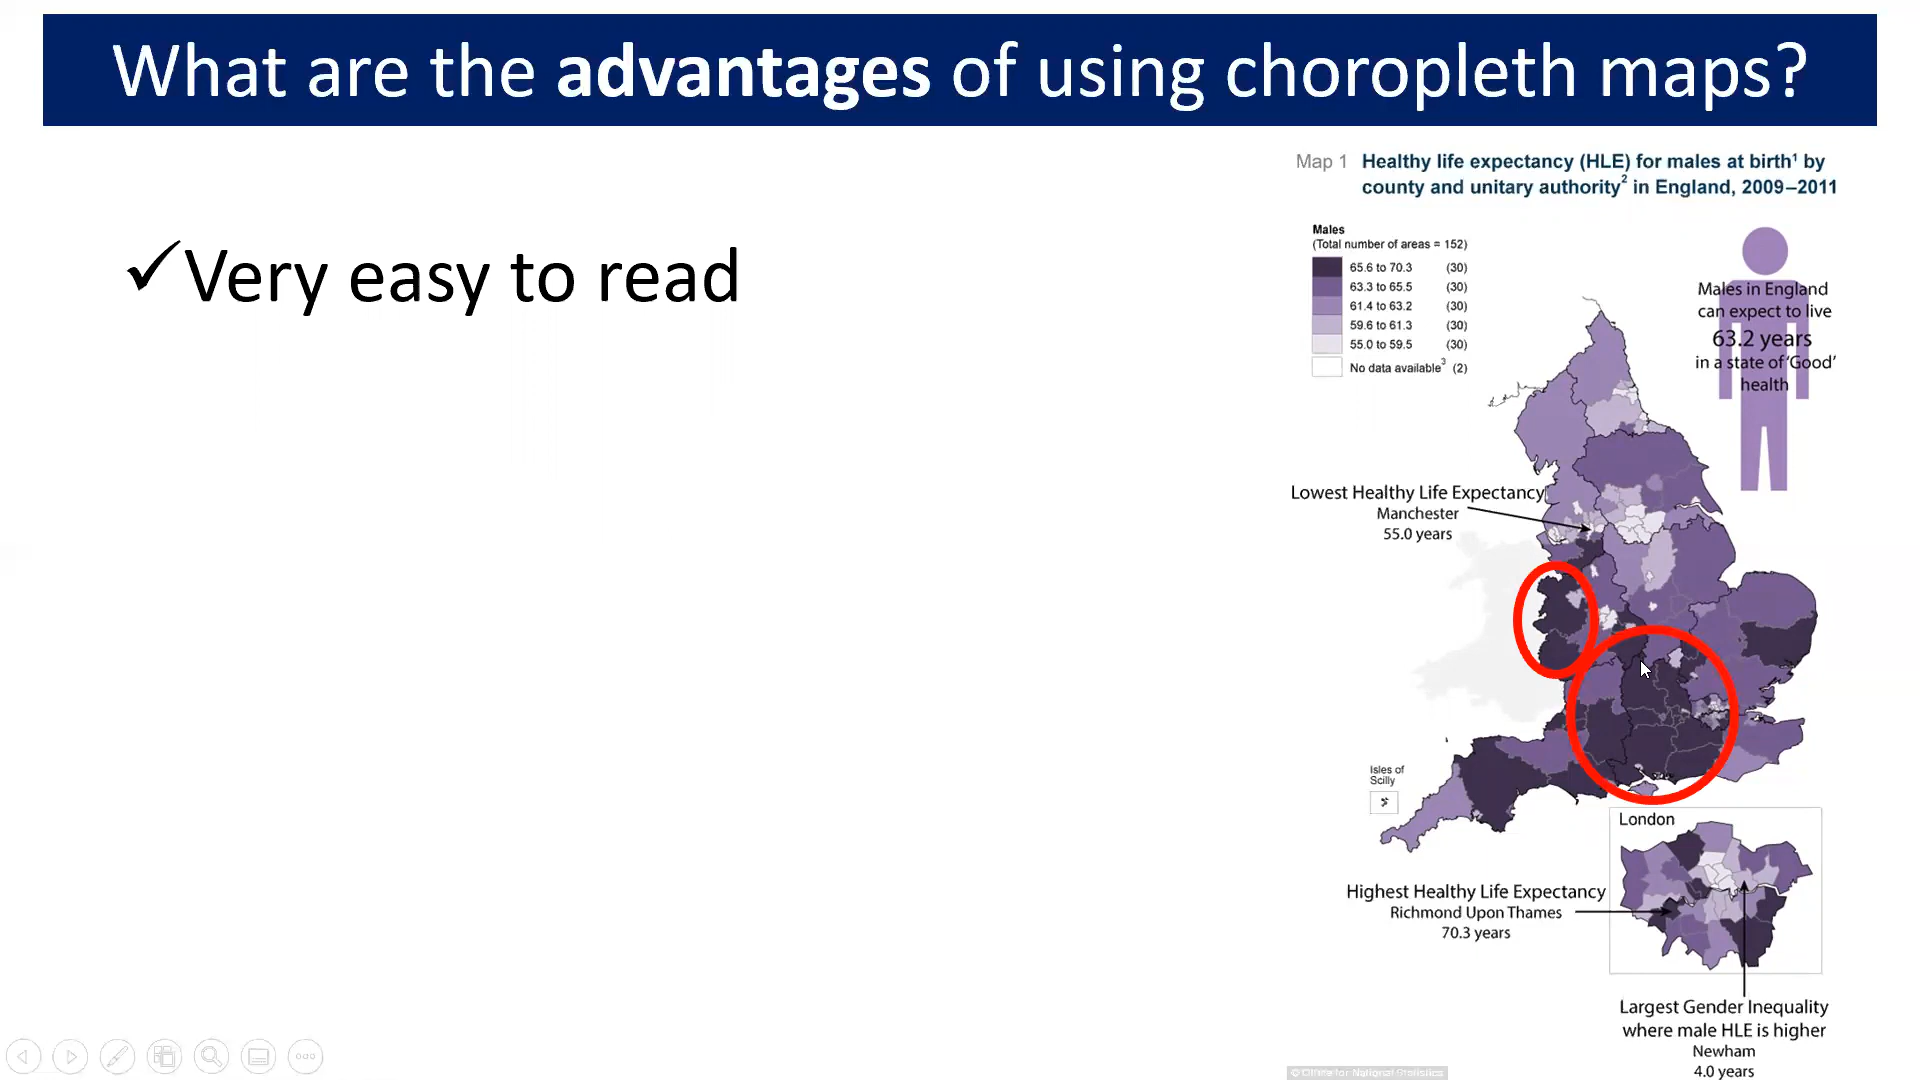 What are the advantages of using choropleth maps?
✓Very easy to read
Map 1 Healthy life expectancy (HLE) for males at birth¹ by
county and unitary authority² in England, 2009–2011
Males
(Total number of areas = 152)
65.6 to 70.3 (30)
63.3 to 65.5 (30)
61.4 to 63.2 (30)
59.6 to 61.3 (30)
55.0 to 59.5 (30)
No data available³ (2)
Males in England
can expect to live
63.2 years
in a state of 'Good'
health
Lowest Healthy Life Expectancy
Manchester
55.0 years
Isles of
Scilly
London
Highest Healthy Life Expectancy
Richmond Upon Thames
70.3 years
Largest Gender Inequality
where male HLE is higher
Newham
4.0 years
© Office for National Statistics